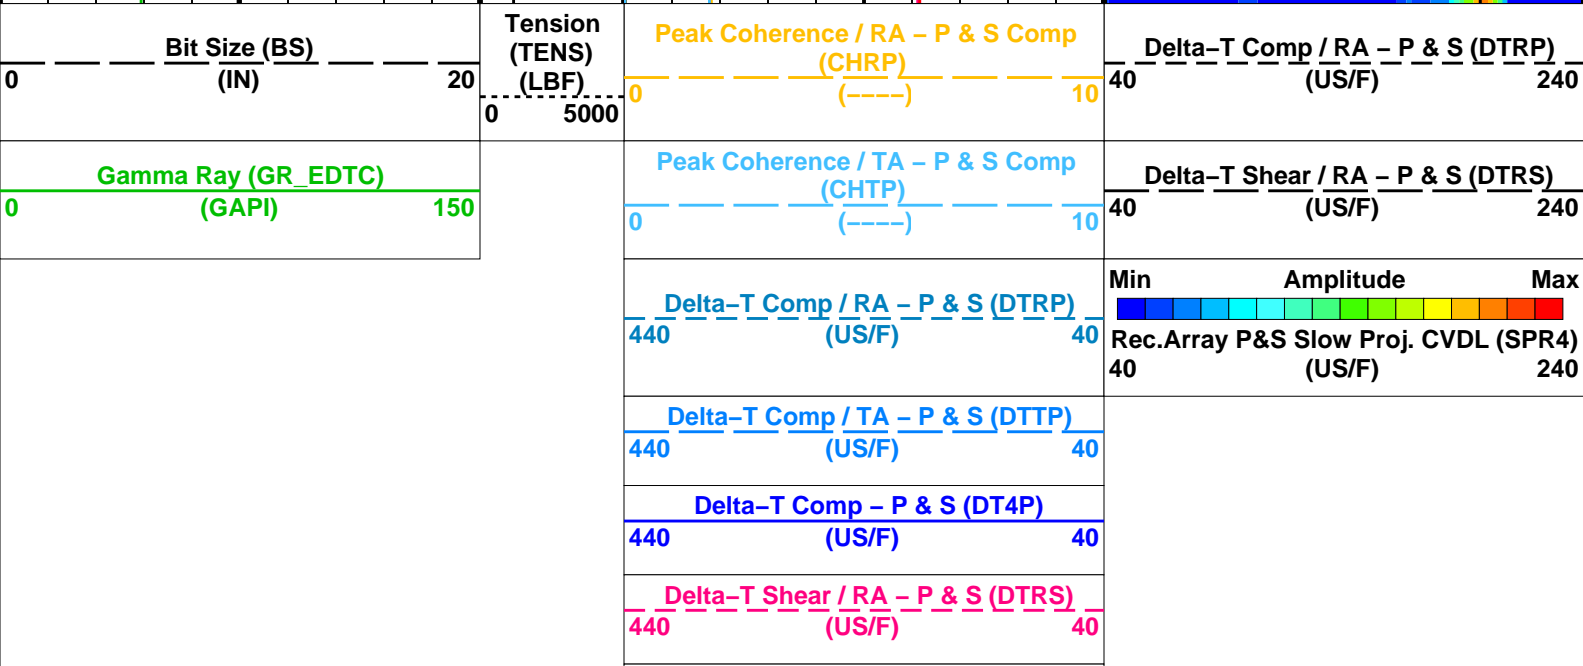 Bit Size (BS)
0 (IN) 20
Gamma Ray (GR_EDTC)
0 (GAPI) 150
Tension
(TENS)
(LBF)
0 5000
Peak Coherence / RA – P & S Comp
(CHRP)
0 (––––) 10
Peak Coherence / TA – P & S Comp
(CHTP)
0 (––––) 10
Delta–T Comp / RA – P & S (DTRP)
440 (US/F) 40
Delta–T Comp / TA – P & S (DTTP)
440 (US/F) 40
Delta–T Comp – P & S (DT4P)
440 (US/F) 40
Delta–T Shear / RA – P & S (DTRS)
440 (US/F) 40
Delta–T Comp / RA – P & S (DTRP)
40 (US/F) 240
Delta–T Shear / RA – P & S (DTRS)
40 (US/F) 240
Min Amplitude Max
Rec.Array P&S Slow Proj. CVDL (SPR4)
40 (US/F) 240